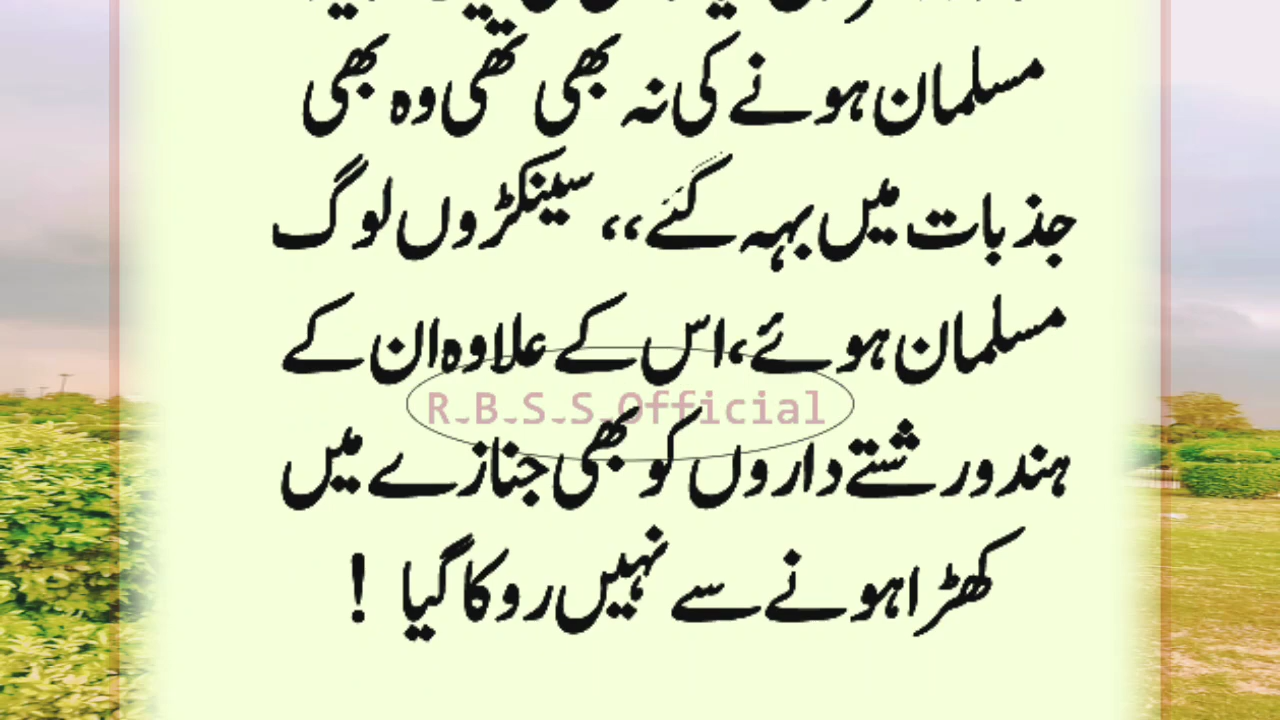 مسلمان ہونے کی نہ بھی تھی وہ بھی
جذبات میں بہہ گئے،، سینکڑوں لوگ
مسلمان ہوئے، اس کے علاوہ ان کے
R.B.S.S.Official
ہندو رشتے داروں کو بھی جنازے میں
کھڑا ہونے سے نہیں روکا گیا !